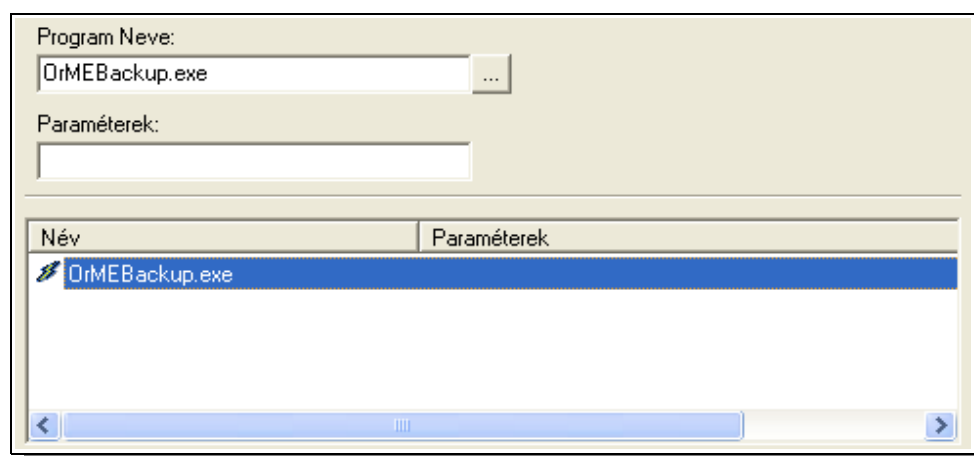 Program Neve:
OrMEBackup.exe
...
Paraméterek:
Név Paraméterek
OrMEBackup.exe